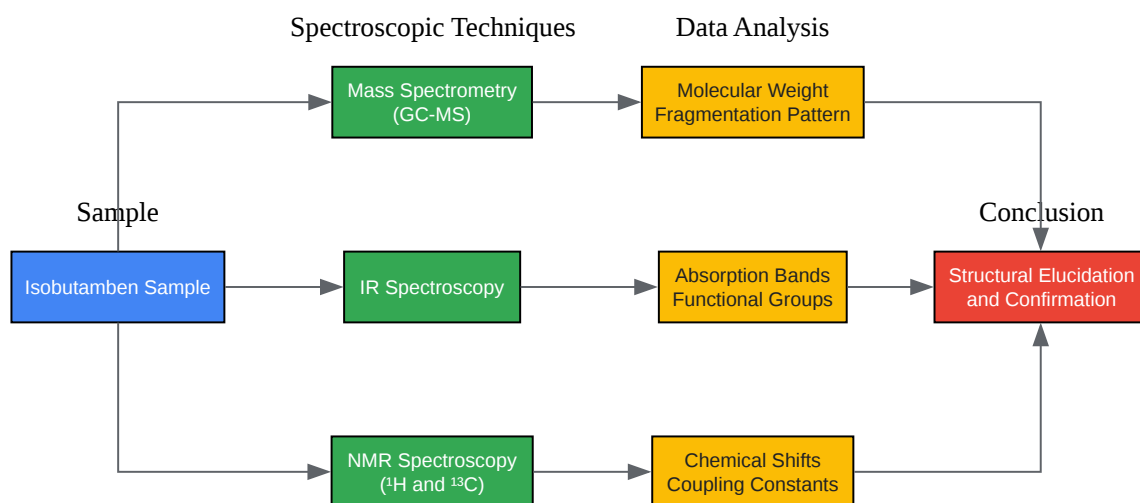 Spectroscopic Techniques
Data Analysis
Mass Spectrometry
(GC-MS)
Molecular Weight
Fragmentation Pattern
Sample
Conclusion
Isobutamben Sample
IR Spectroscopy
Absorption Bands
Functional Groups
Structural Elucidation
and Confirmation
NMR Spectroscopy
(¹H and ¹³C)
Chemical Shifts
Coupling Constants